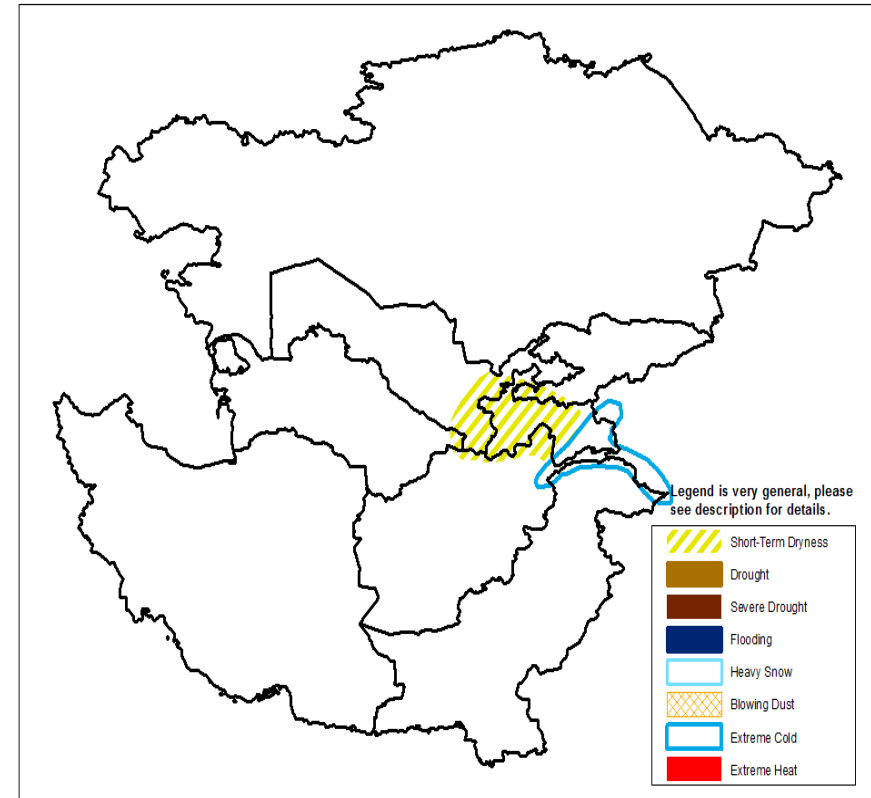 Legend is very general, please
see description for details.
Short-Term Dryness
Drought
Severe Drought
Flooding
Heavy Snow
Blowing Dust
Extreme Cold
Extreme Heat